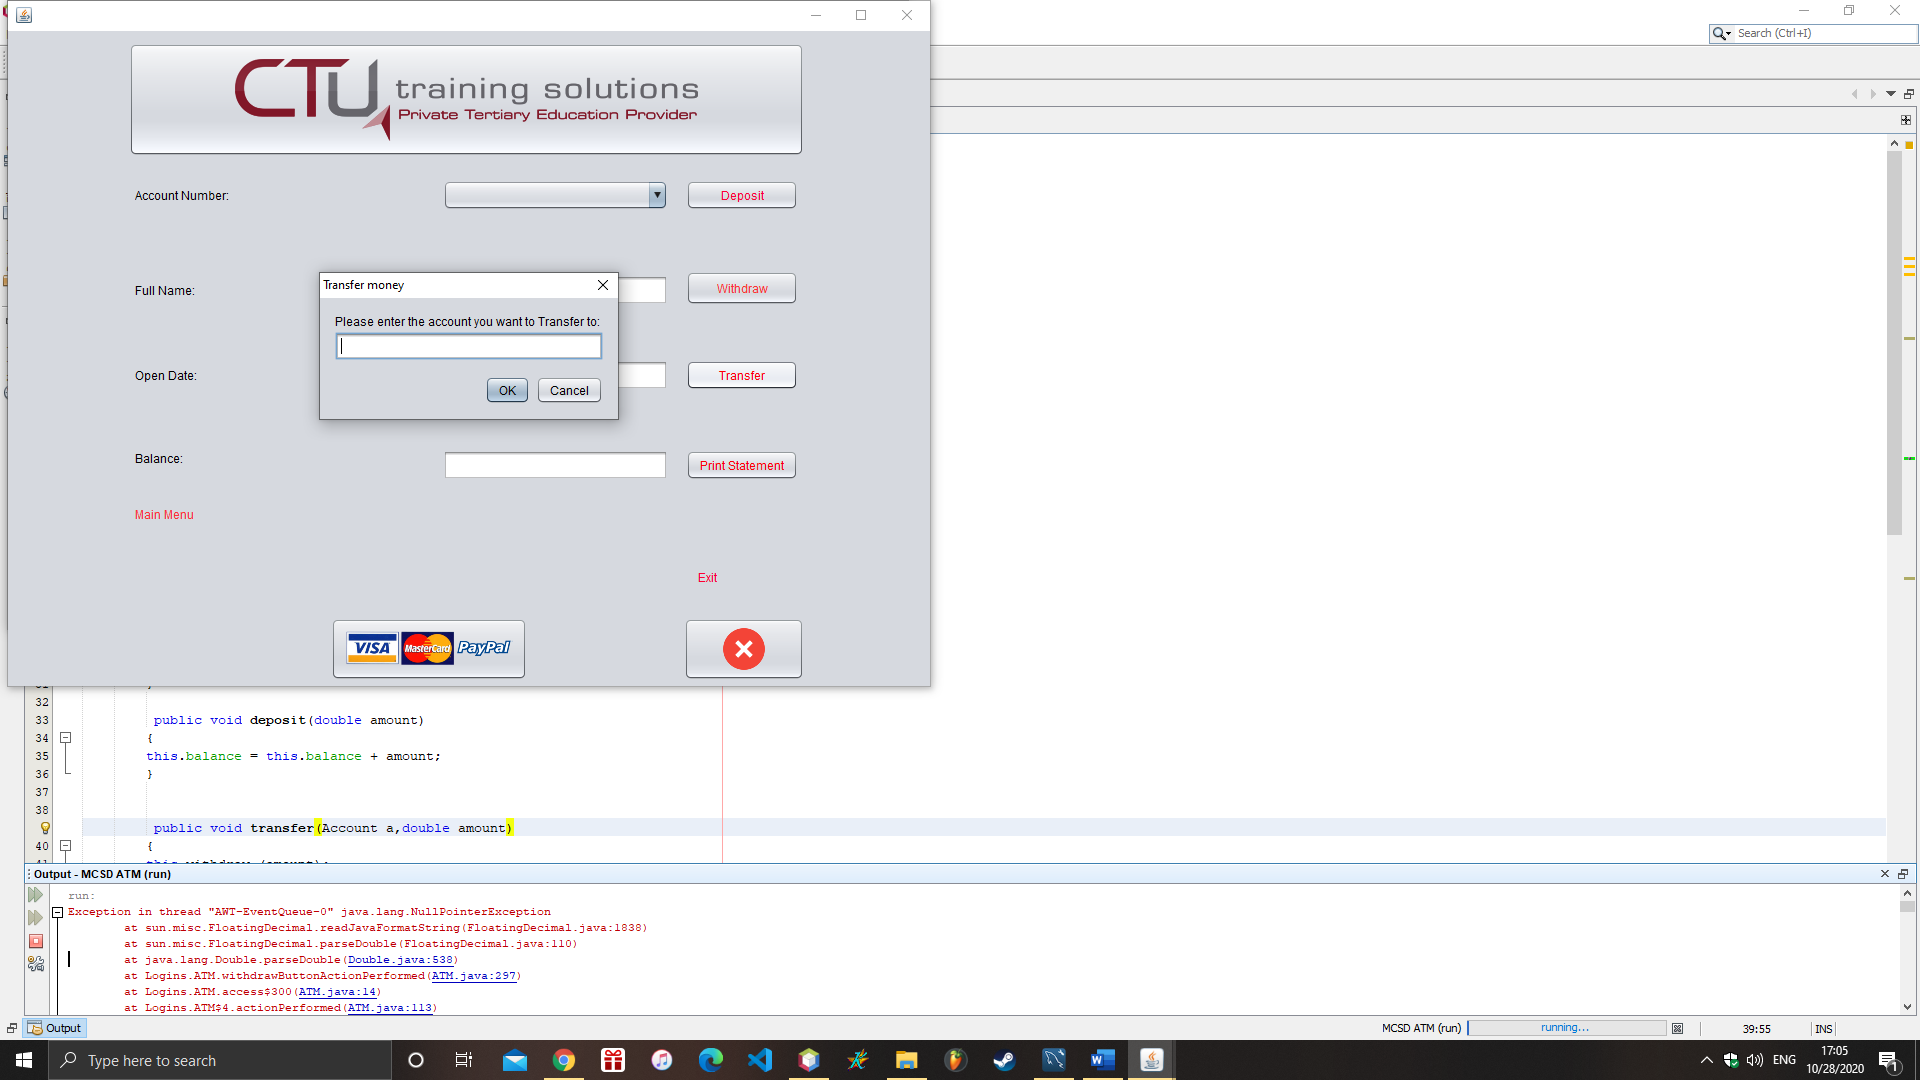 Search (Ctrl+I)
CTU training solutions
Private Tertiary Education Provider
Account Number:
Deposit
Full Name:
Withdraw
Transfer money
Please enter the account you want to Transfer to:
OK
Cancel
Open Date:
Transfer
Balance:
Print Statement
Main Menu
Exit
VISA MasterCard PayPal
32
33 public void deposit(double amount)
34 {
35 this.balance = this.balance + amount;
36 }
37
38
public void transfer(Account a,double amount)
40 {
Output - MCSD ATM (run)
run:
Exception in thread "AWT-EventQueue-0" java.lang.NullPointerException
at sun.misc.FloatingDecimal.readJavaFormatString(FloatingDecimal.java:1838)
at sun.misc.FloatingDecimal.parseDouble(FloatingDecimal.java:110)
at java.lang.Double.parseDouble(Double.java:538)
at Logins.ATM.withdrawButtonActionPerformed(ATM.java:297)
at Logins.ATM.access$300(ATM.java:14)
at Logins.ATM$4.actionPerformed(ATM.java:113)
Output
MCSD ATM (run)
running...
39:55
INS
Type here to search
ENG
17:05
10/28/2020
1